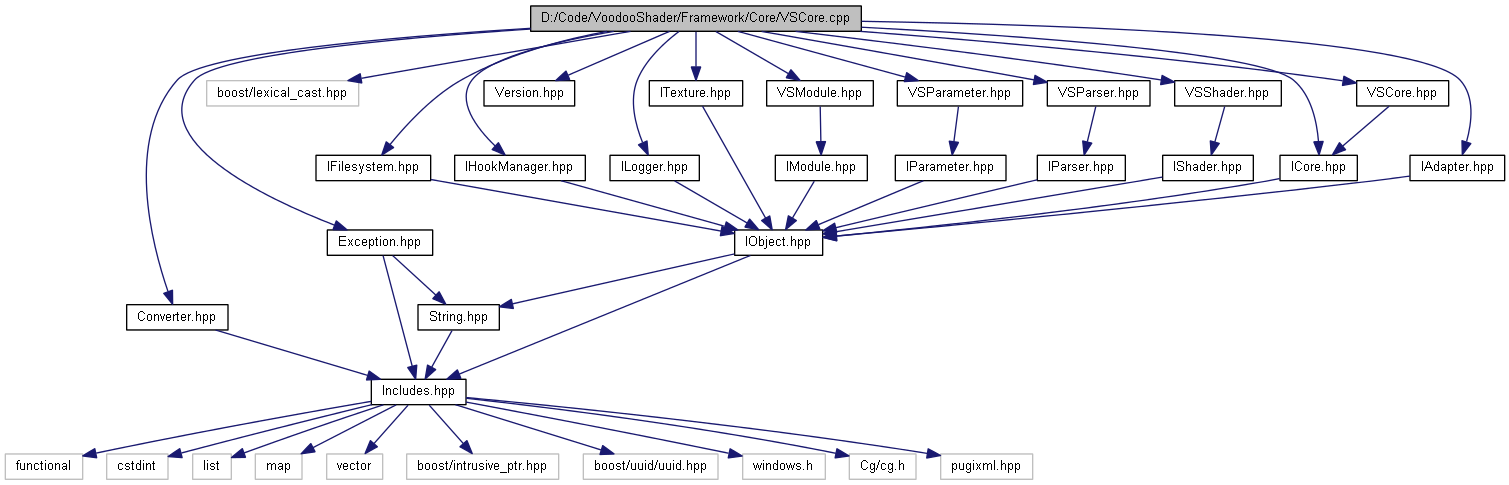 D:/Code/VoodooShader/Framework/Core/VSCore.cpp
boost/lexical_cast.hpp
Version.hpp
ITexture.hpp
VSModule.hpp
VSParameter.hpp
VSParser.hpp
VSShader.hpp
VSCore.hpp
IFilesystem.hpp
IHookManager.hpp
ILogger.hpp
IModule.hpp
IParameter.hpp
IParser.hpp
IShader.hpp
ICore.hpp
IAdapter.hpp
Exception.hpp
IObject.hpp
Converter.hpp
String.hpp
Includes.hpp
functional
cstdint
list
map
vector
boost/intrusive_ptr.hpp
boost/uuid/uuid.hpp
windows.h
Cg/cg.h
pugixml.hpp